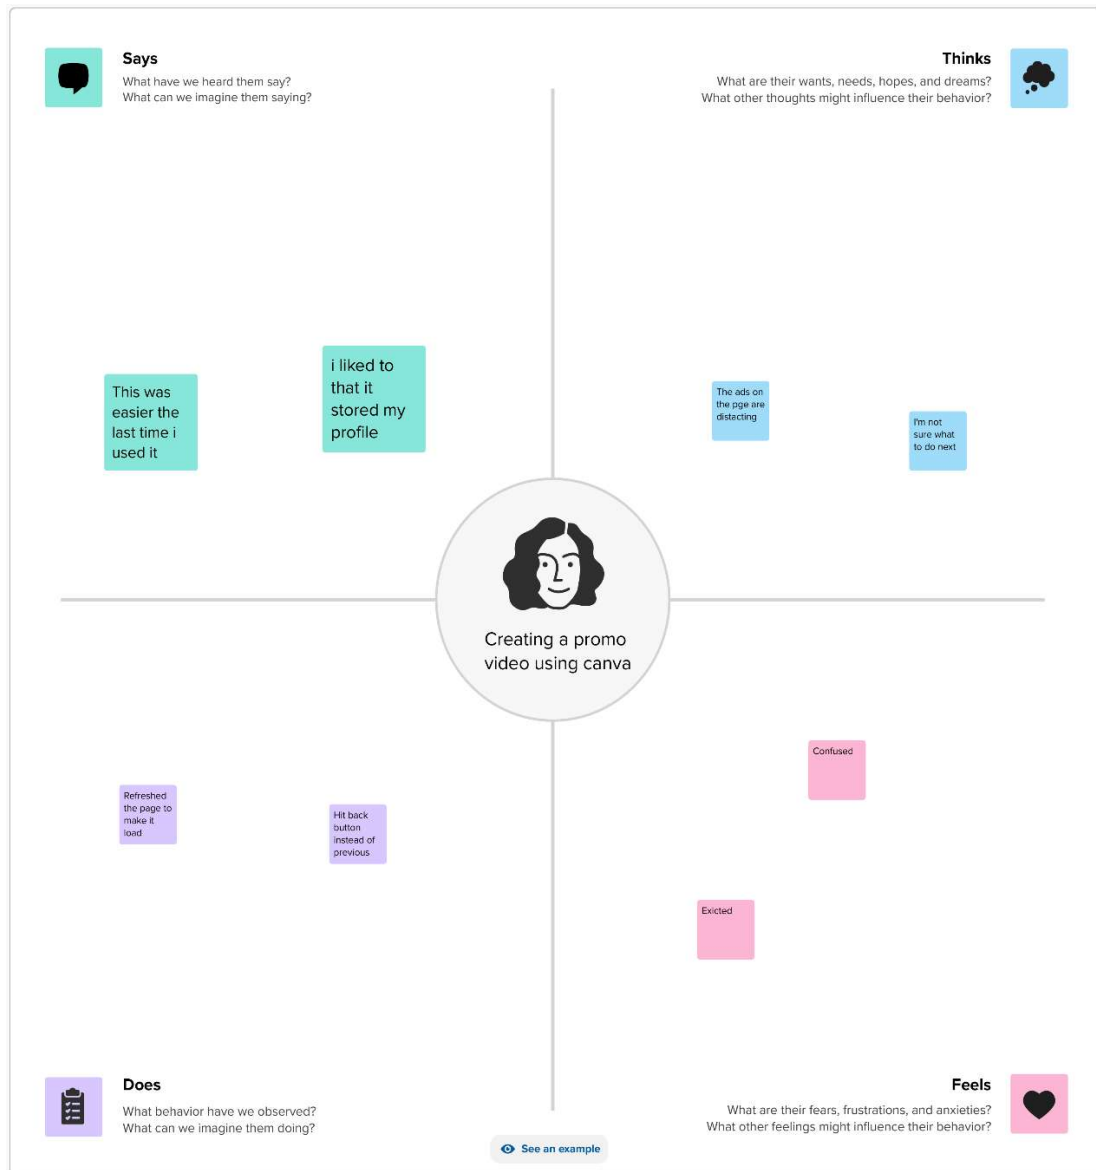 Says
What have we heard them say?
What can we imagine them saying?
Thinks
What are their wants, needs, hopes, and dreams?
What other thoughts might influence their behavior?
This was
easier the
last time i
used it
i liked to
that it
stored my
profile
The ads on
the pge are
distacting
I'm not
sure what
to do next
Creating a promo
video using canva
Refreshed
the page to
make it
load
Hit back
button
instead of
previous
Confused
Exicted
Does
What behavior have we observed?
What can we imagine them doing?
Feels
What are their fears, frustrations, and anxieties?
What other feelings might influence their behavior?
See an example